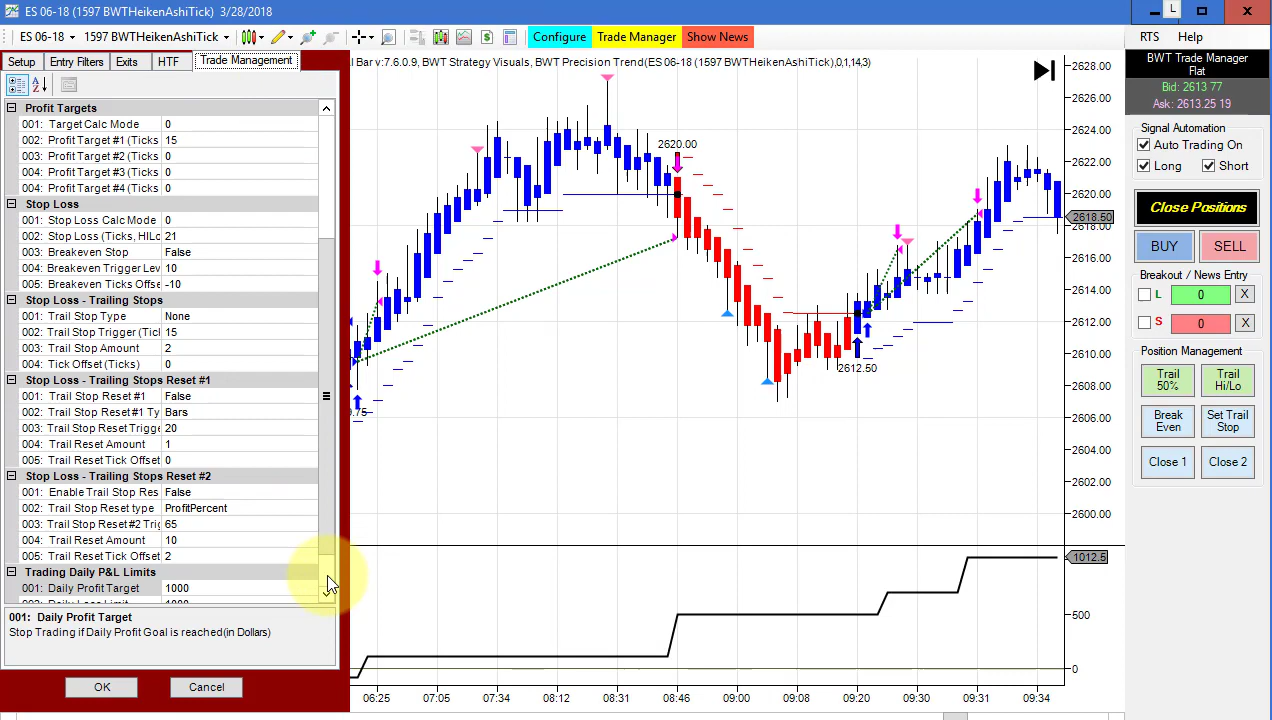 ES 06-18 (1597 BWTHeikenAshiTick) 3/28/2018
L
ES 06-18
1597 BWTHeikenAshiTick
Configure
Trade Manager
Show News
RTS
Help
Setup
Entry Filters
Exits
HTF
Trade Management
l Bar v:7.6.0.9, BWT Strategy Visuals, BWT Precision Trend(ES 06-18 (1597 BWTHeikenAshiTick),0,1,14,3)
Profit Targets
001: Target Calc Mode 0
002: Profit Target #1 (Ticks 15
003: Profit Target #2 (Ticks 0
004: Profit Target #3 (Ticks 0
004: Profit Target #4 (Ticks 0
Stop Loss
001: Stop Loss Calc Mode 0
002: Stop Loss (Ticks, HILo 21
003: Breakeven Stop False
004: Breakeven Trigger Lev 10
005: Breakeven Ticks Offset -10
Stop Loss - Trailing Stops
001: Trail Stop Type None
002: Trail Stop Trigger (Tic 15
003: Trail Stop Amount 2
004: Tick Offset (Ticks) 0
Stop Loss - Trailing Stops Reset #1
001: Trail Stop Reset #1 False
002: Trail Stop Reset#1 Ty Bars
003: Trail Stop Reset Trigge 20
004: Trail Reset Amount 1
005: Trail Reset Tick Offset 0
Stop Loss - Trailing Stops Reset #2
001: Enable Trail Stop Res False
002: Trail Stop Reset type ProfitPercent
003: Trail Stop Reset#2 Trig 65
004: Trail Reset Amount 10
005: Trail Reset Tick Offset 2
Trading Daily P&L Limits
001: Daily Profit Target 1000
001: Daily Profit Target
Stop Trading if Daily Profit Goal is reached(in Dollars)
OK
Cancel
2620.00
2612.50
2628.00
2626.00
2624.00
2622.00
2620.00
2618.50
2618.00
2616.00
2614.00
2612.00
2610.00
2608.00
2606.00
2604.00
2602.00
2600.00
1012.5
500
0
06:25 07:05 07:34 08:12 08:31 08:46 09:00 09:08 09:20 09:30 09:31 09:34
BWT Trade Manager
Flat
Bid: 2613 77
Ask: 2613.25 19
Signal Automation
Auto Trading On
Long
Short
Close Positions
BUY
SELL
Breakout / News Entry
L 0 X
S 0 X
Position Management
Trail 50%
Trail Hi/Lo
Break Even
Set Trail Stop
Close 1
Close 2